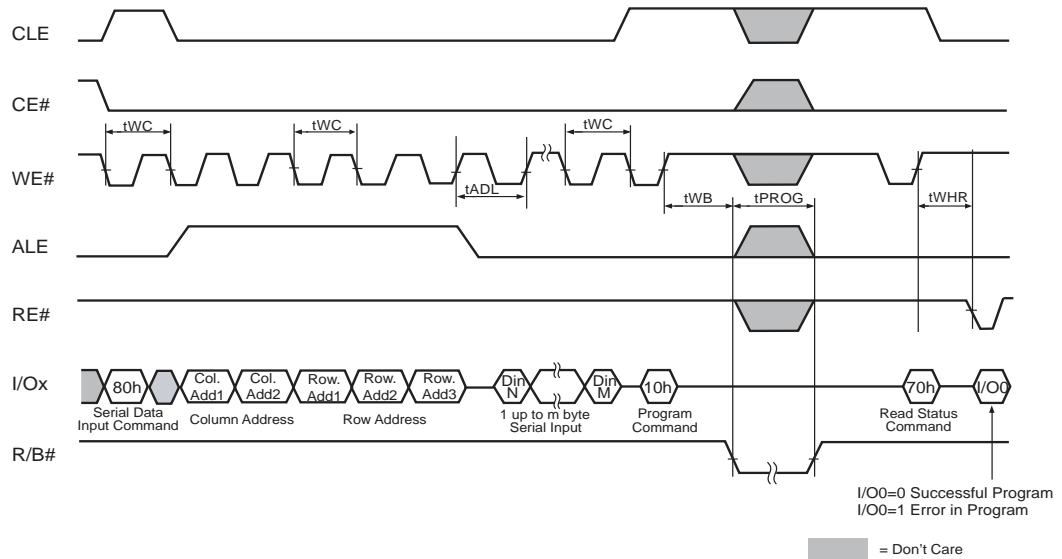 CLE
CE#
tWC
tWC
tWC
WE#
tADL
tWB
tPROG
tWHR
ALE
RE#
I/Ox
80h
Col.
Add1
Col.
Add2
Row.
Add1
Row.
Add2
Row.
Add3
Din
N
Din
M
10h
70h
I/O0
Serial Data
Input Command
Column Address
Row Address
1 up to m byte
Serial Input
Program
Command
Read Status
Command
R/B#
I/O0=0 Successful Program
I/O0=1 Error in Program
= Don't Care